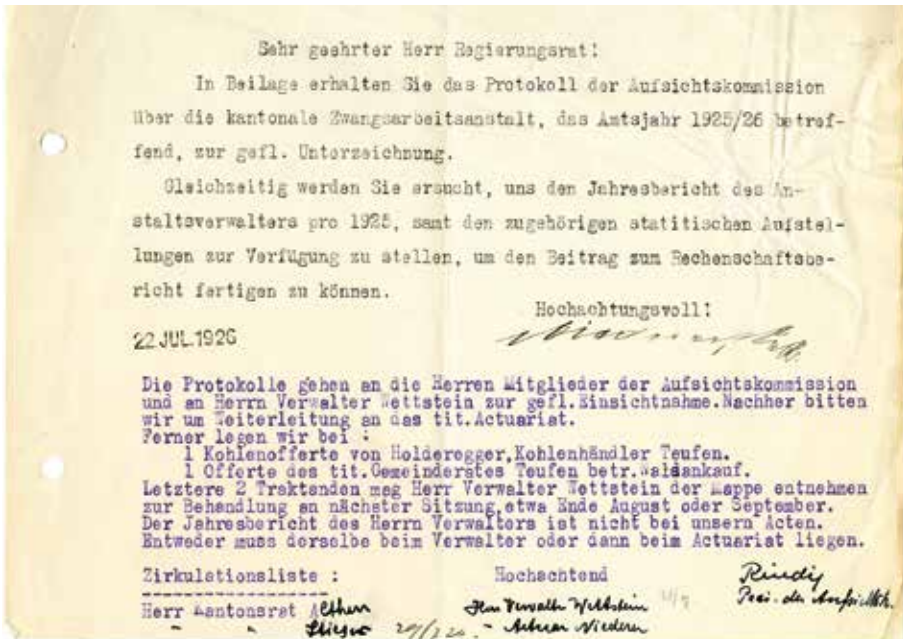 Sehr geehrter Herr Regierungsrat!
In Beilage erhalten Sie das Protokoll der Aufsichtskommission
über die kantonale Zwangsarbeitsanstalt, das Amtsjahr 1925/26 betref-
fend, zur gefl. Unterzeichnung.
Gleichzeitig werden Sie ersucht, uns den Jahresbericht des An-
staltsverwalters pro 1925, samt den zugehörigen statitischen Aufstel-
lungen zur Verfügung zu stellen, um den Beitrag zum Rechenschaftsbe-
richt fertigen zu können.
Hochachtungsvoll!
22 JUL.1926
Die Protokolle gehen an die Herren Mitglieder der Aufsichtskommission
und an Herrn Verwalter Wettstein zur gefl.Einsichtnahme.Nachher bitten
wir um Weiterleitung an das tit.Actuariat.
Ferner legen wir bei :
1 Kohlenofferte von Holderegger,Kohlenhändler Teufen.
1 Offerte des tit.Gemeinderates Teufen betr.Waldankauf.
Letztere 2 Traktanden mag Herr Verwalter Wettstein der Mappe entnehmen
zur Behandlung an nächster Sitzung,etwa Ende August oder September.
Der Jahresbericht des Herrn Verwalters ist nicht bei unsern Acten.
Entweder muss derselbe beim Verwalter oder dann beim Actuariat liegen.
Zirkulationsliste :
Hochachtend
Herr Kantonsrat Altherr
" "
Herr Verwalter Wettstein
" Actuar Niederer